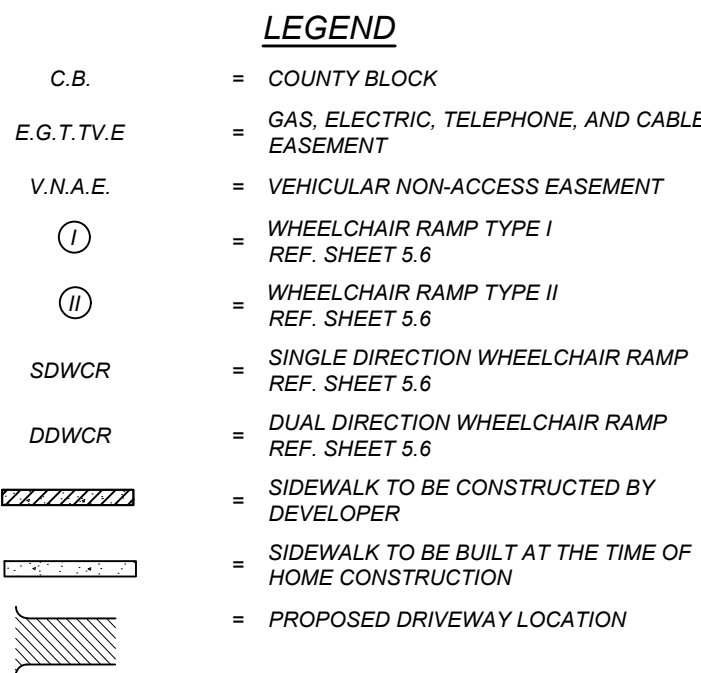 LEGEND
C.B. = COUNTY BLOCK
E.G.T.TV.E = GAS, ELECTRIC, TELEPHONE, AND CABLE
EASEMENT
V.N.A.E. = VEHICULAR NON-ACCESS EASEMENT
I = WHEELCHAIR RAMP TYPE I
REF. SHEET 5.6
II = WHEELCHAIR RAMP TYPE II
REF. SHEET 5.6
SDWCR = SINGLE DIRECTION WHEELCHAIR RAMP
REF. SHEET 5.6
DDWCR = DUAL DIRECTION WHEELCHAIR RAMP
REF. SHEET 5.6
= SIDEWALK TO BE CONSTRUCTED BY
DEVELOPER
= SIDEWALK TO BE BUILT AT THE TIME OF
HOME CONSTRUCTION
= PROPOSED DRIVEWAY LOCATION